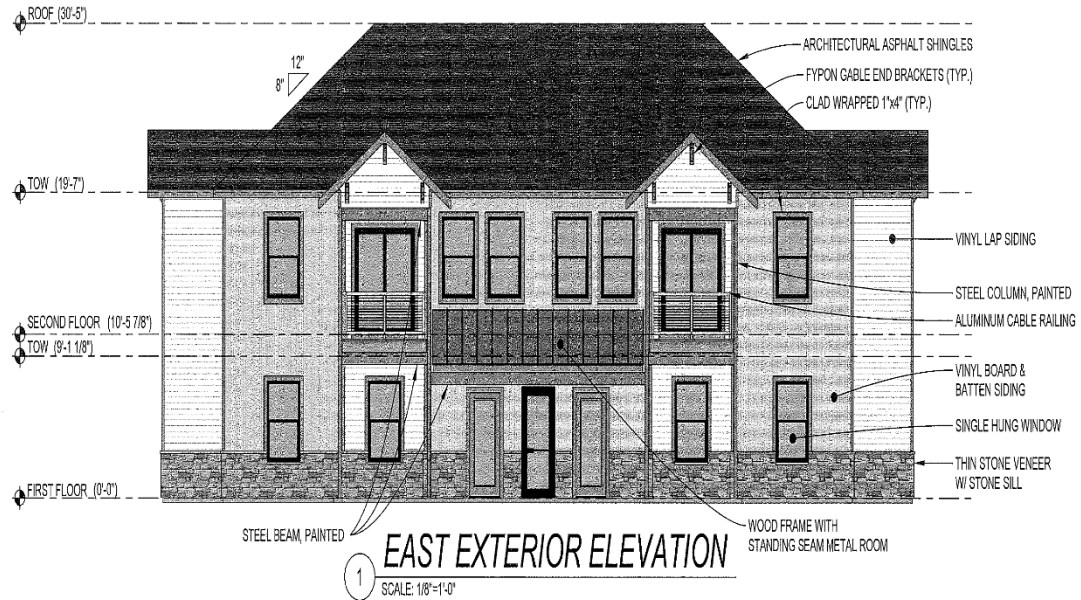 ROOF (30'-5")
12"
8"
ARCHITECTURAL ASPHALT SHINGLES
FYPON GABLE END BRACKETS (TYP.)
CLAD WRAPPED 1"x4" (TYP.)
TOW (19'-7")
VINYL LAP SIDING
STEEL COLUMN, PAINTED
ALUMINUM CABLE RAILING
SECOND FLOOR (10'-5 7/8")
TOW (9'-1 1/8")
VINYL BOARD &
BATTEN SIDING
SINGLE HUNG WINDOW
THIN STONE VENEER
W/ STONE SILL
FIRST FLOOR (0'-0")
STEEL BEAM, PAINTED
WOOD FRAME WITH
STANDING SEAM METAL ROOM
1
EAST EXTERIOR ELEVATION
SCALE: 1/8"=1'-0"